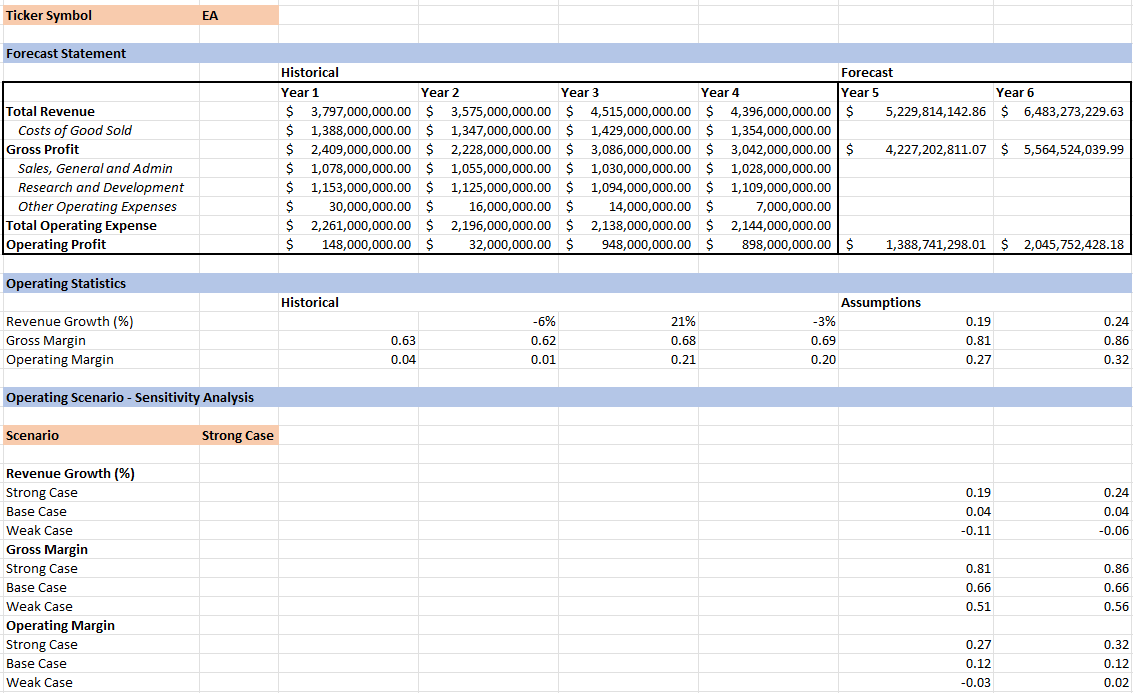 Ticker Symbol EA
Forecast Statement
Historical Forecast
Year 1 Year 2 Year 3 Year 4 Year 5 Year 6
Total Revenue $ 3,797,000,000.00 $ 3,575,000,000.00 $ 4,515,000,000.00 $ 4,396,000,000.00 $ 5,229,814,142.86 $ 6,483,273,229.63
Costs of Good Sold $ 1,388,000,000.00 $ 1,347,000,000.00 $ 1,429,000,000.00 $ 1,354,000,000.00
Gross Profit $ 2,409,000,000.00 $ 2,228,000,000.00 $ 3,086,000,000.00 $ 3,042,000,000.00 $ 4,227,202,811.07 $ 5,564,524,039.99
Sales, General and Admin $ 1,078,000,000.00 $ 1,055,000,000.00 $ 1,030,000,000.00 $ 1,028,000,000.00
Research and Development $ 1,153,000,000.00 $ 1,125,000,000.00 $ 1,094,000,000.00 $ 1,109,000,000.00
Other Operating Expenses $ 30,000,000.00 $ 16,000,000.00 $ 14,000,000.00 $ 7,000,000.00
Total Operating Expense $ 2,261,000,000.00 $ 2,196,000,000.00 $ 2,138,000,000.00 $ 2,144,000,000.00
Operating Profit $ 148,000,000.00 $ 32,000,000.00 $ 948,000,000.00 $ 898,000,000.00 $ 1,388,741,298.01 $ 2,045,752,428.18
Operating Statistics
Historical Assumptions
Revenue Growth (%) -6% 21% -3% 0.19 0.24
Gross Margin 0.63 0.62 0.68 0.69 0.81 0.86
Operating Margin 0.04 0.01 0.21 0.20 0.27 0.32
Operating Scenario - Sensitivity Analysis
Scenario Strong Case
Revenue Growth (%)
Strong Case 0.19 0.24
Base Case 0.04 0.04
Weak Case -0.11 -0.06
Gross Margin
Strong Case 0.81 0.86
Base Case 0.66 0.66
Weak Case 0.51 0.56
Operating Margin
Strong Case 0.27 0.32
Base Case 0.12 0.12
Weak Case -0.03 0.02